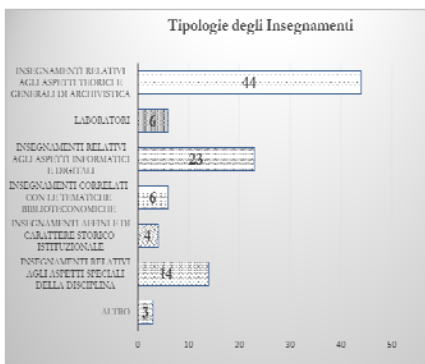 Tipologie degli Insegnamenti
INSEGNAMENTI RELATIVI
AGLI ASPETTI TEORICI E
GENERALI DI ARCHIVISTICA
44
LABORATORI
6
INSEGNAMENTI RELATIVI
AGLI ASPETTI INFORMATICI
E DIGITALI
23
INSEGNAMENTI CORRELATI
CON LE TEMATICHE
BIBLIOTECONOMICHE
6
INSEGNAMENTI AFFINI E DI
CARATTERE STORICO
ISTITUZIONALE
4
INSEGNAMENTI RELATIVI
AGLI ASPETTI SPECIALI
DELLA DISCIPLINA
14
ALTRO
3
0 10 20 30 40 50